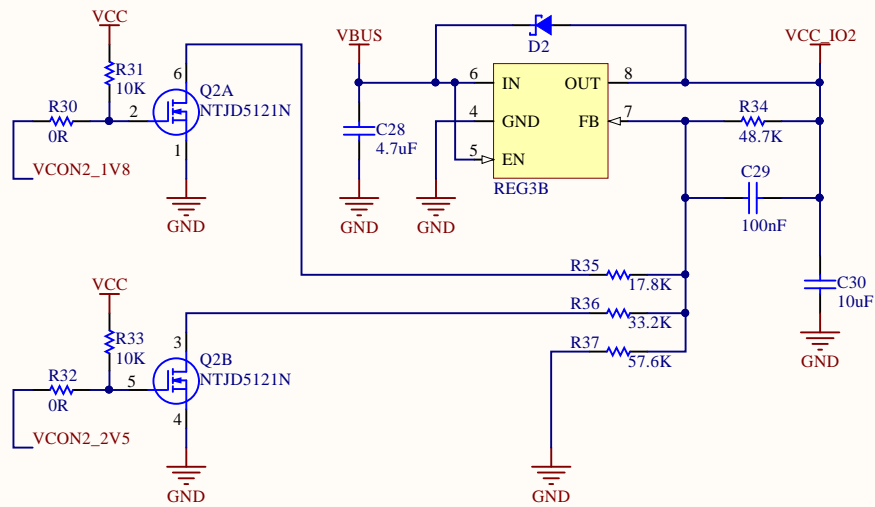 VCC
R31
10K
6
Q2A
NTJD5121N
R30
0R
2
1
VCON2_1V8
GND
VBUS
D2
VCC_IO2
6
IN
OUT
8
4
GND
FB
7
5
EN
REG3B
C28
4.7uF
GND
GND
R34
48.7K
C29
100nF
R35
17.8K
R36
33.2K
R37
57.6K
C30
10uF
GND
VCC
R33
10K
3
Q2B
NTJD5121N
R32
0R
5
4
VCON2_2V5
GND
GND